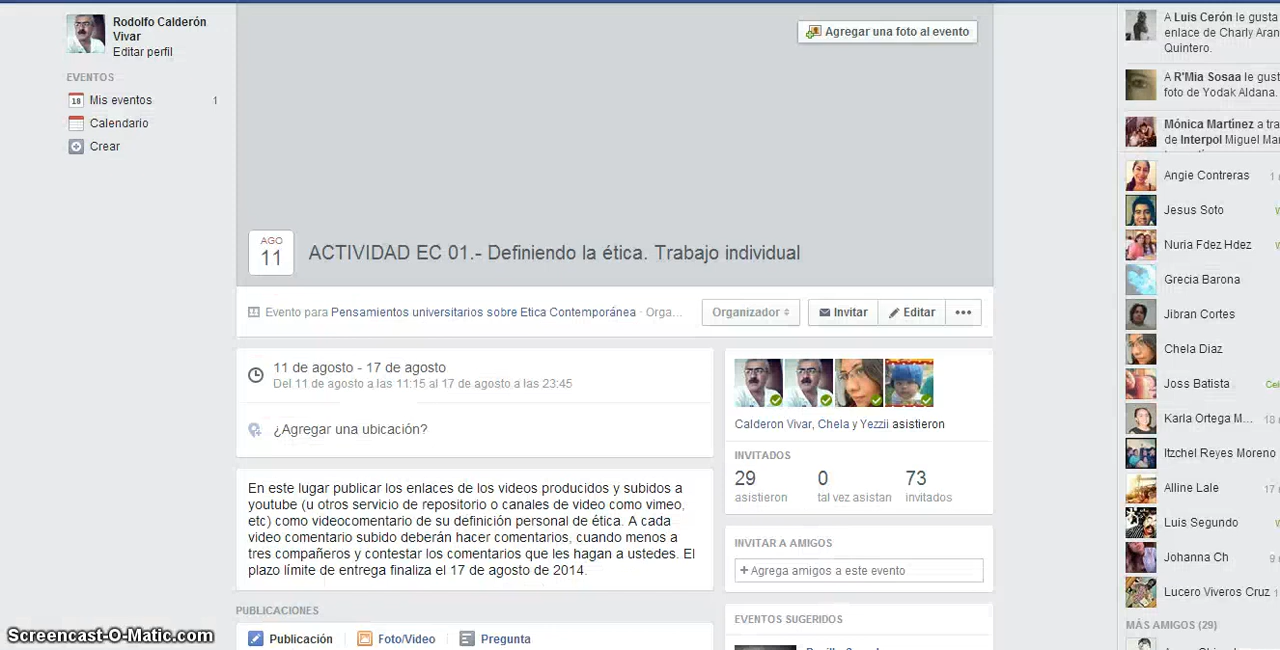 Rodolfo Calderón
Vivar
Editar perfil
EVENTOS
18 Mis eventos 1
Calendario
Crear
Agregar una foto al evento
AGO
11
ACTIVIDAD EC 01.- Definiendo la ética. Trabajo individual
Evento para Pensamientos universitarios sobre Etica Contemporánea · Orga...
Organizador
Invitar
Editar
11 de agosto - 17 de agosto
Del 11 de agosto a las 11:15 al 17 de agosto a las 23:45
¿Agregar una ubicación?
En este lugar publicar los enlaces de los videos producidos y subidos a
youtube (u otros servicio de repositorio o canales de video como vimeo,
etc) como videocomentario de su definición personal de ética. A cada
video comentario subido deberán hacer comentarios, cuando menos a
tres compañeros y contestar los comentarios que les hagan a ustedes. El
plazo límite de entrega finaliza el 17 de agosto de 2014.
PUBLICACIONES
Publicación
Foto/Video
Pregunta
Calderon Vivar, Chela y Yezzii asistieron
INVITADOS
29 0 73
asistieron tal vez asistan invitados
INVITAR A AMIGOS
+ Agrega amigos a este evento
EVENTOS SUGERIDOS
A Luis Cerón le gusta
enlace de Charly Aran
Quintero.
A R'Mia Sosaa le gust
foto de Yodak Aldana.
Mónica Martínez a tra
de Interpol Miguel Mar
Angie Contreras 1
Jesus Soto
Nuria Fdez Hdez
Grecia Barona
Jibran Cortes
Chela Diaz
Joss Batista
Karla Ortega M... 18
Itzchel Reyes Moreno
Alline Lale 17
Luis Segundo
Johanna Ch 9
Lucero Viveros Cruz 1
MÁS AMIGOS (29)
Screencast-O-Matic.com